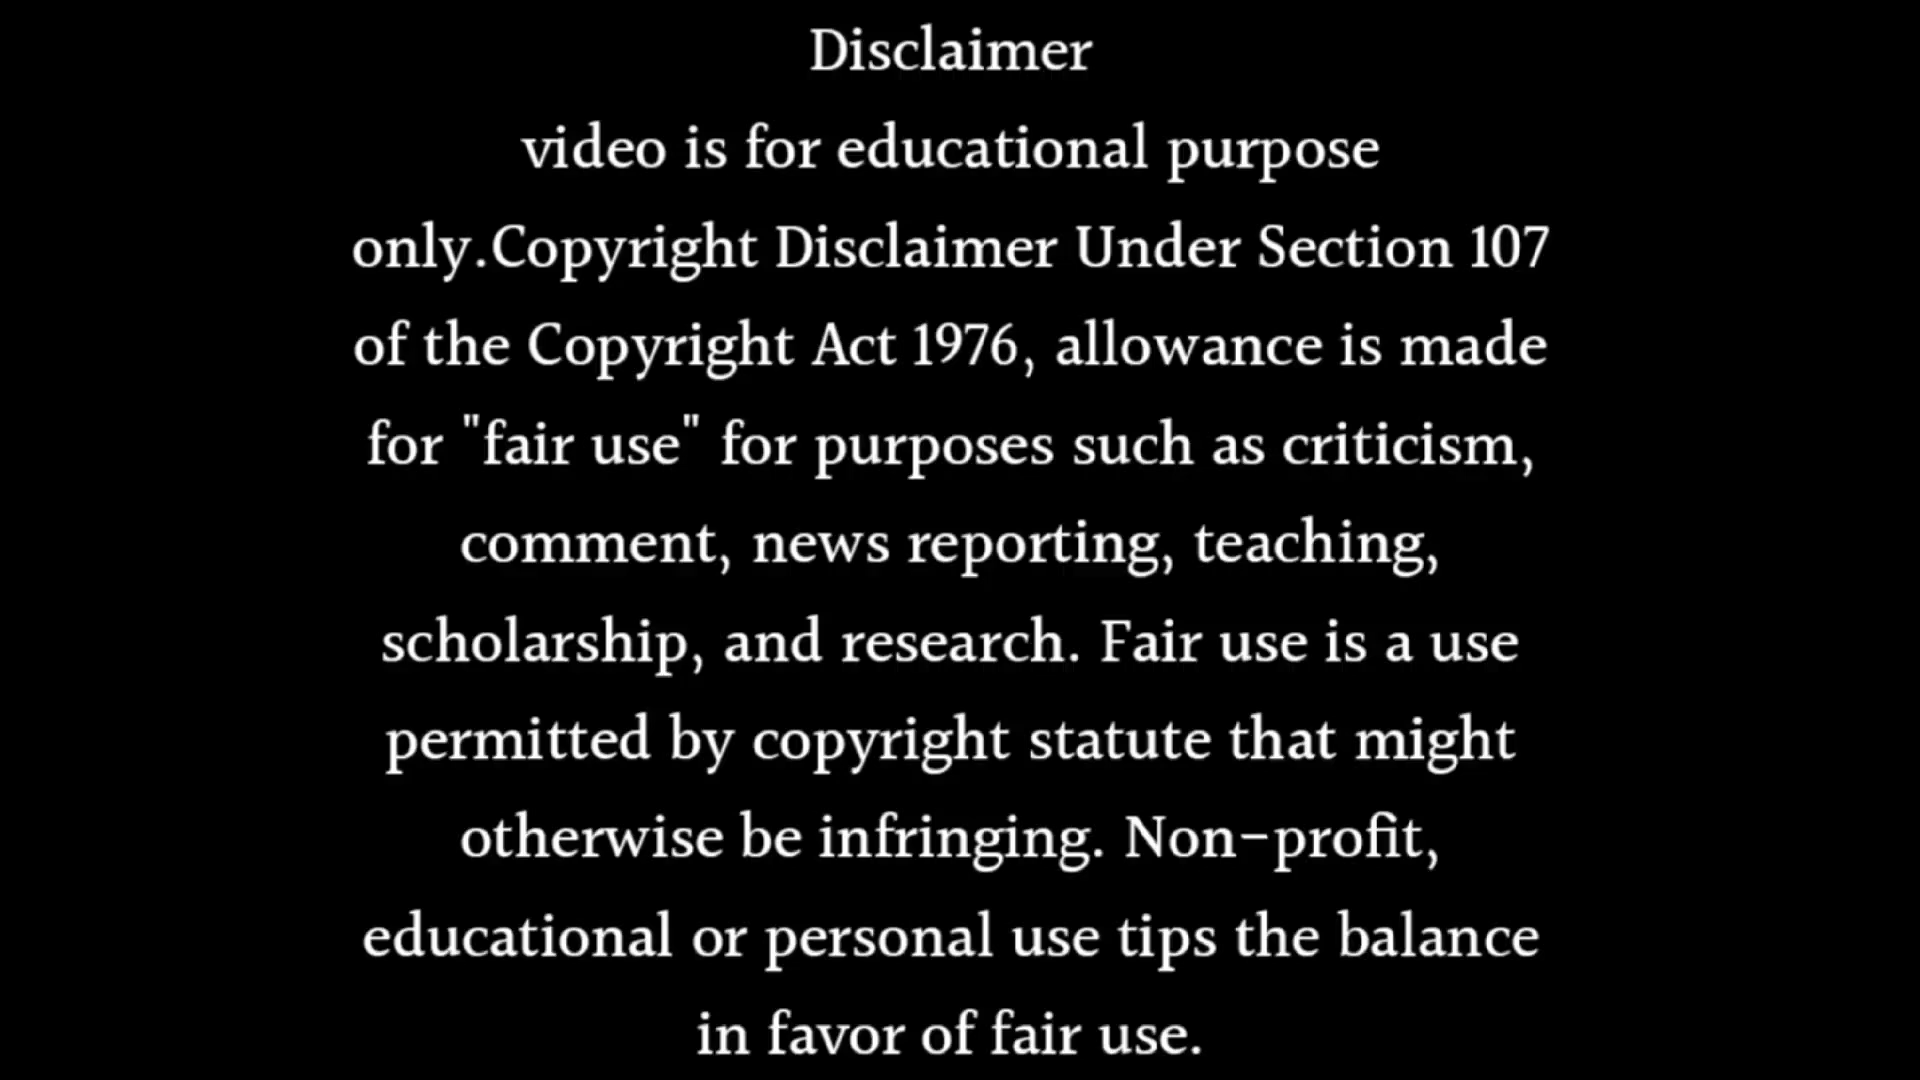 Disclaimer
video is for educational purpose
only.Copyright Disclaimer Under Section 107
of the Copyright Act 1976, allowance is made
for "fair use" for purposes such as criticism,
comment, news reporting, teaching,
scholarship, and research. Fair use is a use
permitted by copyright statute that might
otherwise be infringing. Non-profit,
educational or personal use tips the balance
in favor of fair use.